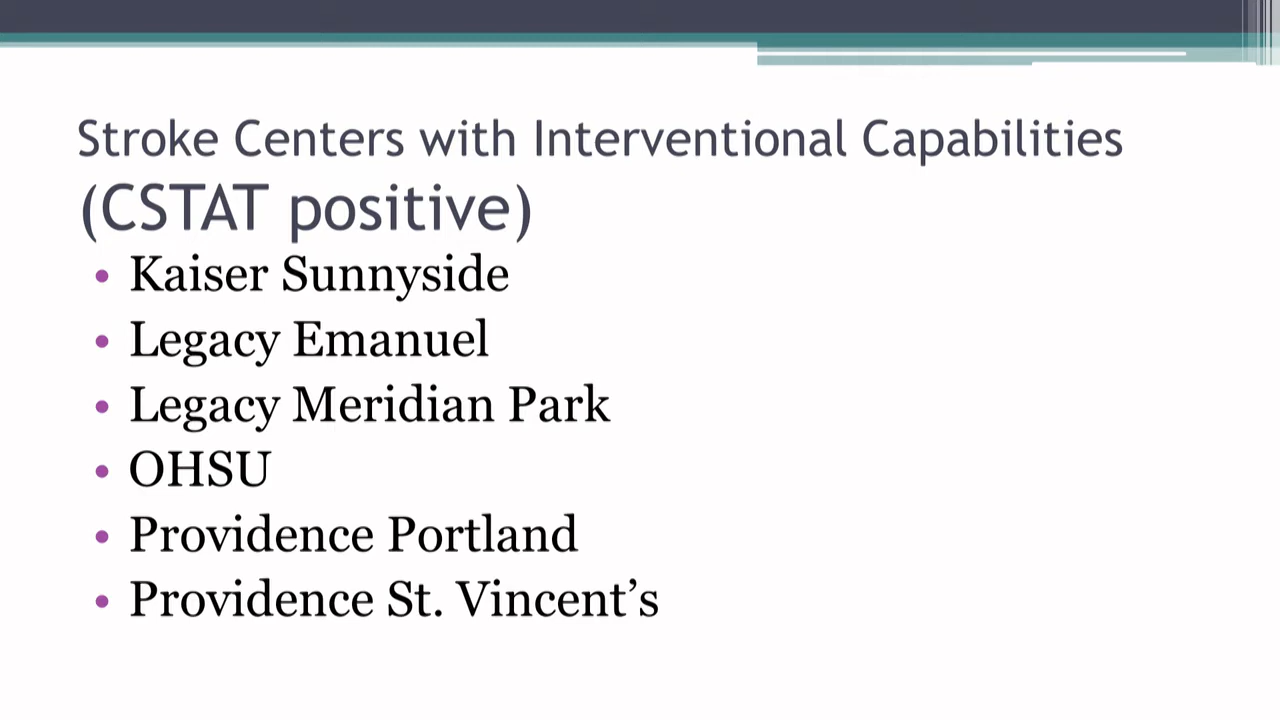 Stroke Centers with Interventional Capabilities
(CSTAT positive)
• Kaiser Sunnyside
• Legacy Emanuel
• Legacy Meridian Park
• OHSU
• Providence Portland
• Providence St. Vincent’s